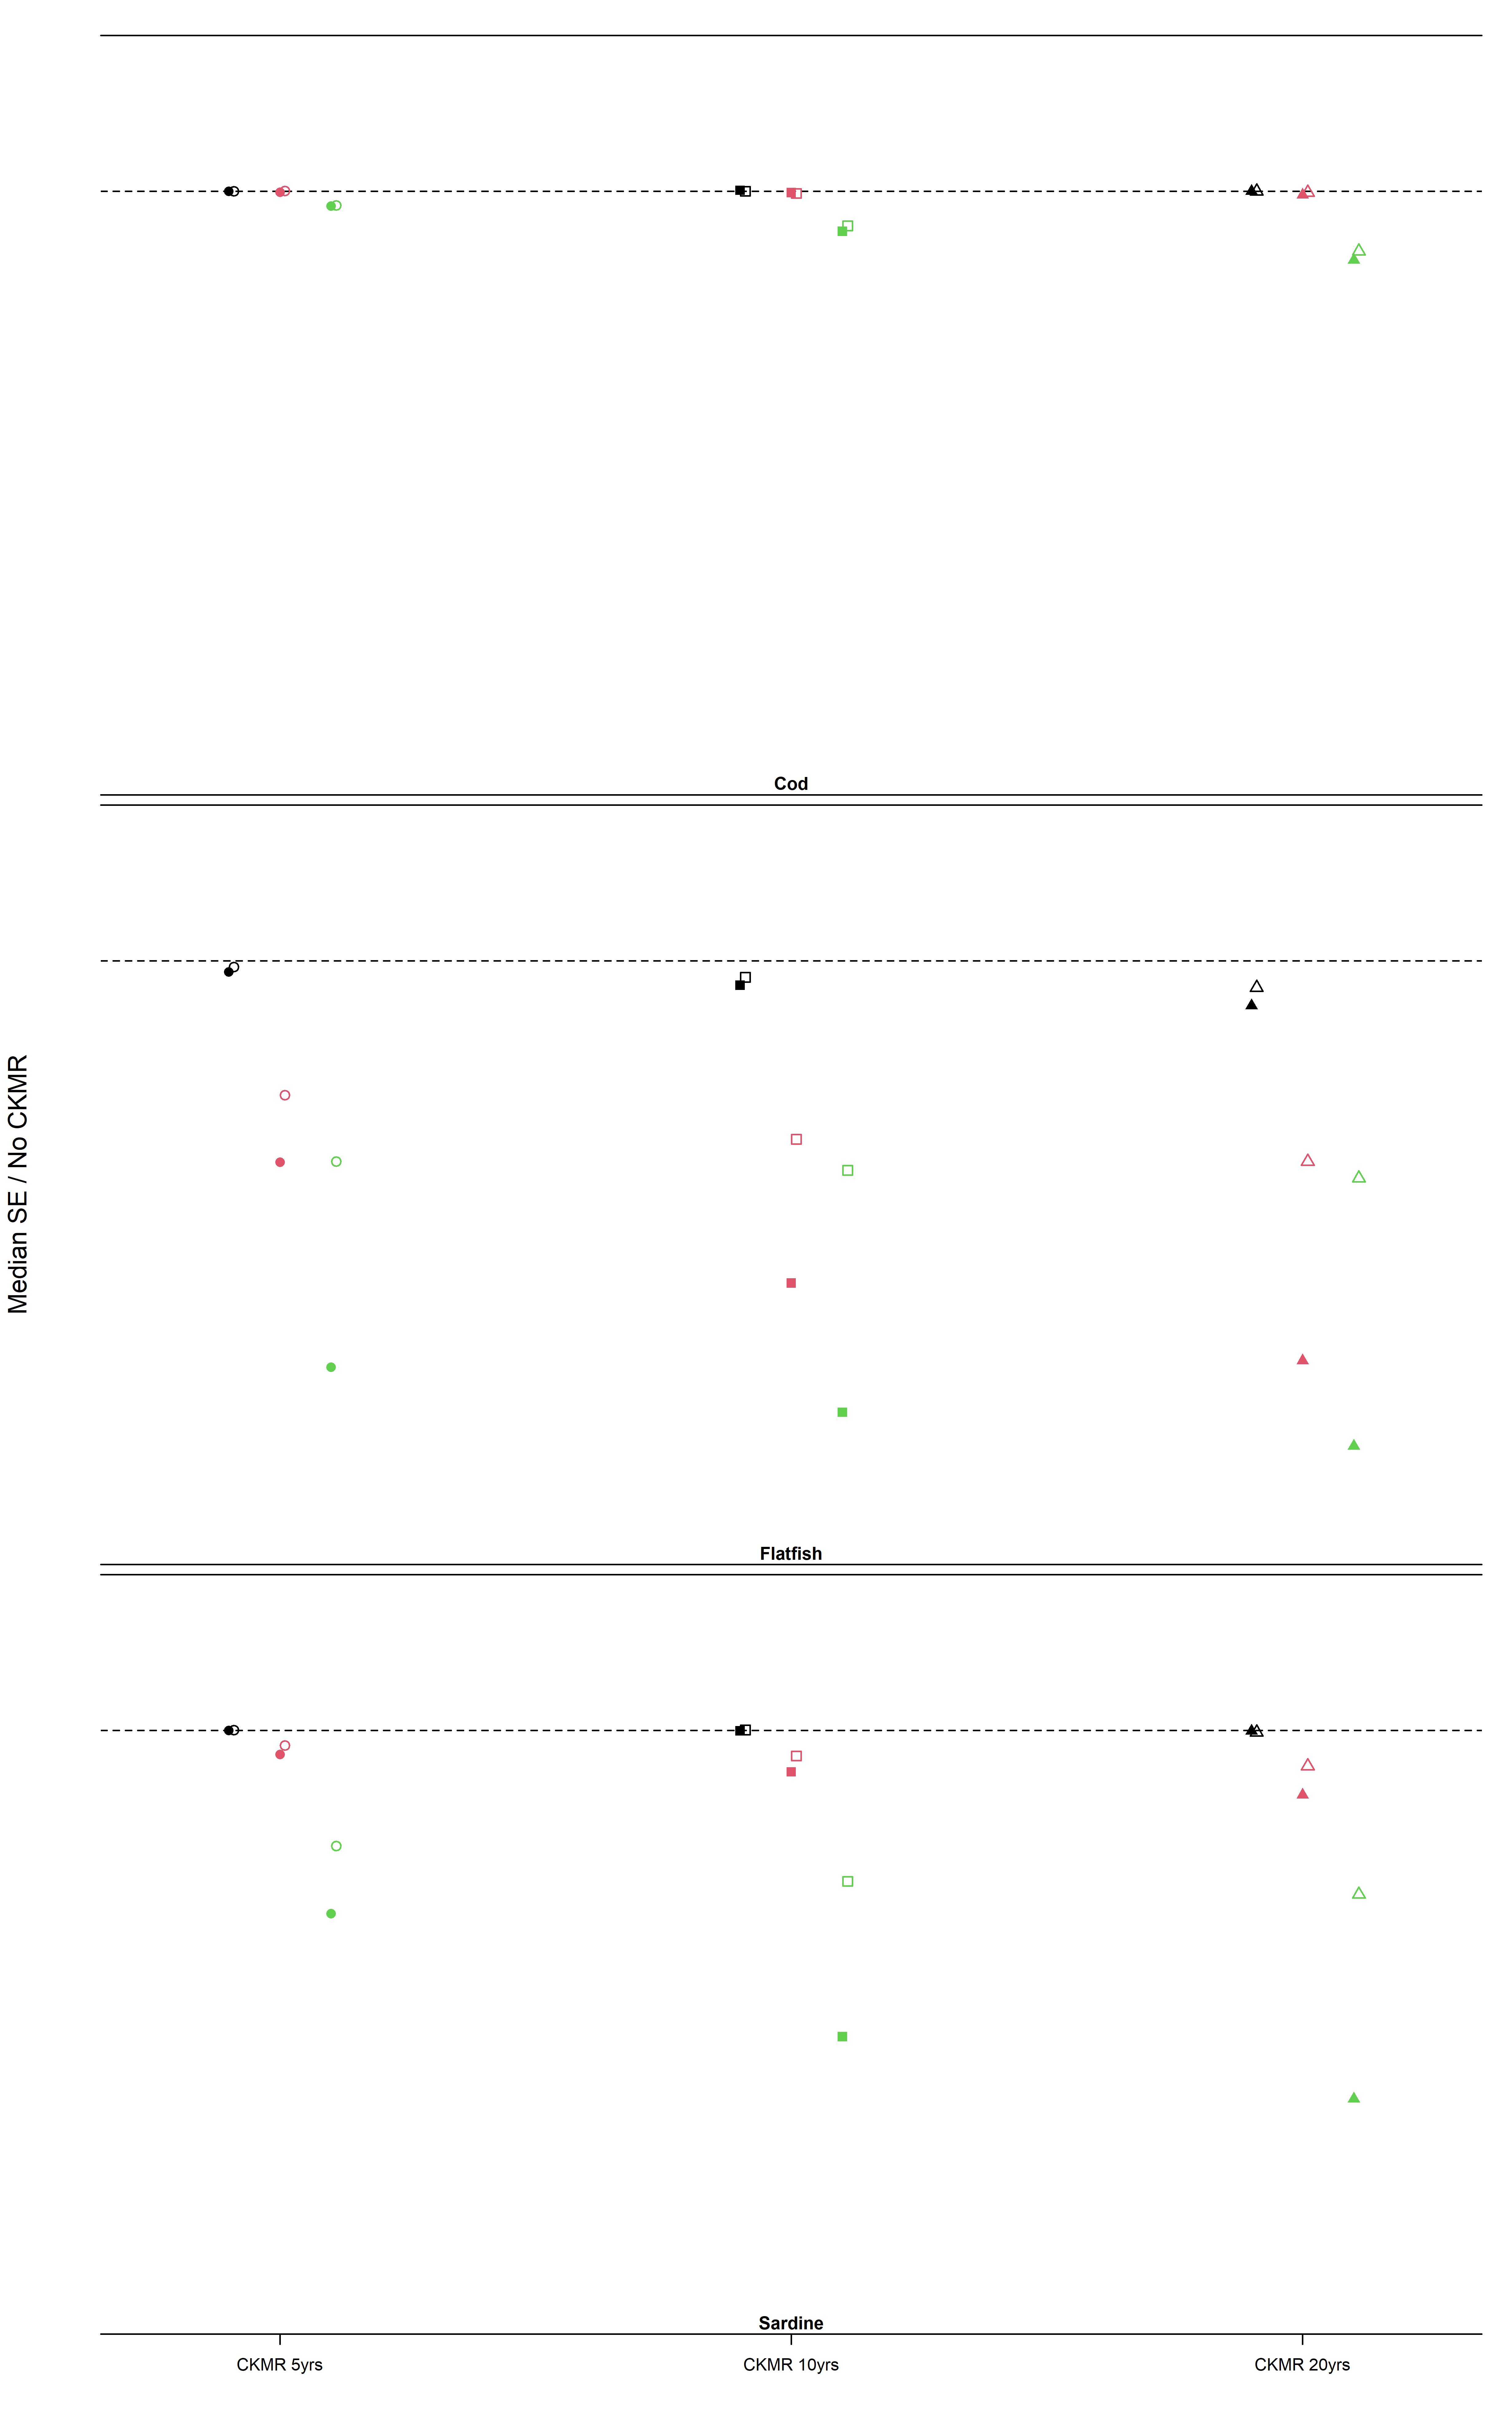 Cod
Median SE / No CKMR
Flatfish
Sardine
CKMR 5yrs
CKMR 10yrs
CKMR 20yrs